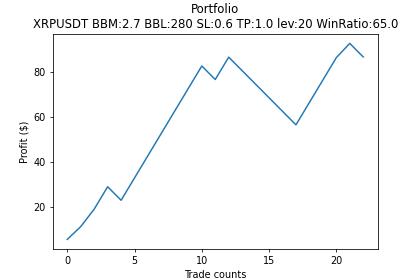 Portfolio
XRPUSDT BBM:2.7 BBL:280 SL:0.6 TP:1.0 lev:20 WinRatio:65.0
80
60
40
20
Profit ($)
0 5 10 15 20
Trade counts